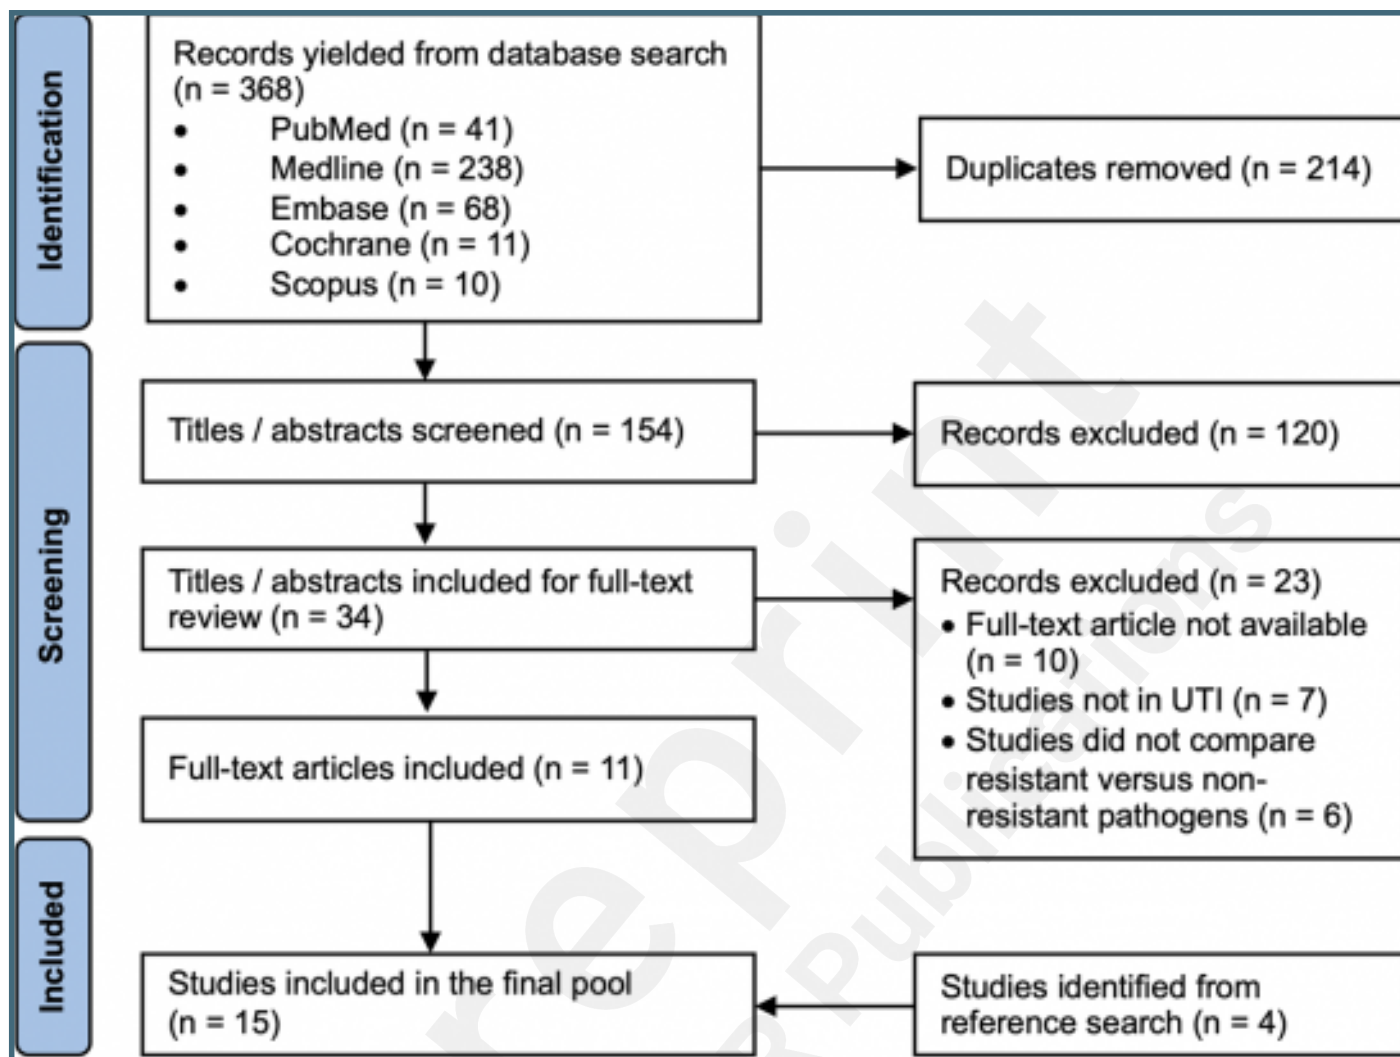 Identification
Records yielded from database search
(n = 368)
• PubMed (n = 41)
• Medline (n = 238)
• Embase (n = 68)
• Cochrane (n = 11)
• Scopus (n = 10)
Duplicates removed (n = 214)
Screening
Titles / abstracts screened (n = 154)
Records excluded (n = 120)
Titles / abstracts included for full-text
review (n = 34)
Records excluded (n = 23)
• Full-text article not available
(n = 10)
• Studies not in UTI (n = 7)
• Studies did not compare
resistant versus non-
resistant pathogens (n = 6)
Full-text articles included (n = 11)
Included
Studies included in the final pool
(n = 15)
Studies identified from
reference search (n = 4)
reprint
R Publications